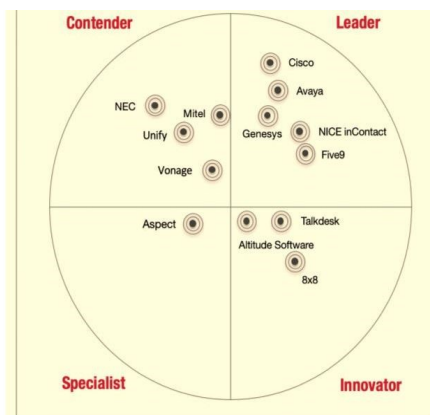 Contender
Leader
Cisco
Avaya
NEC
Mitel
Genesys
NICE inContact
Unify
Five9
Vonage
Aspect
Talkdesk
Altitude Software
8x8
Specialist
Innovator